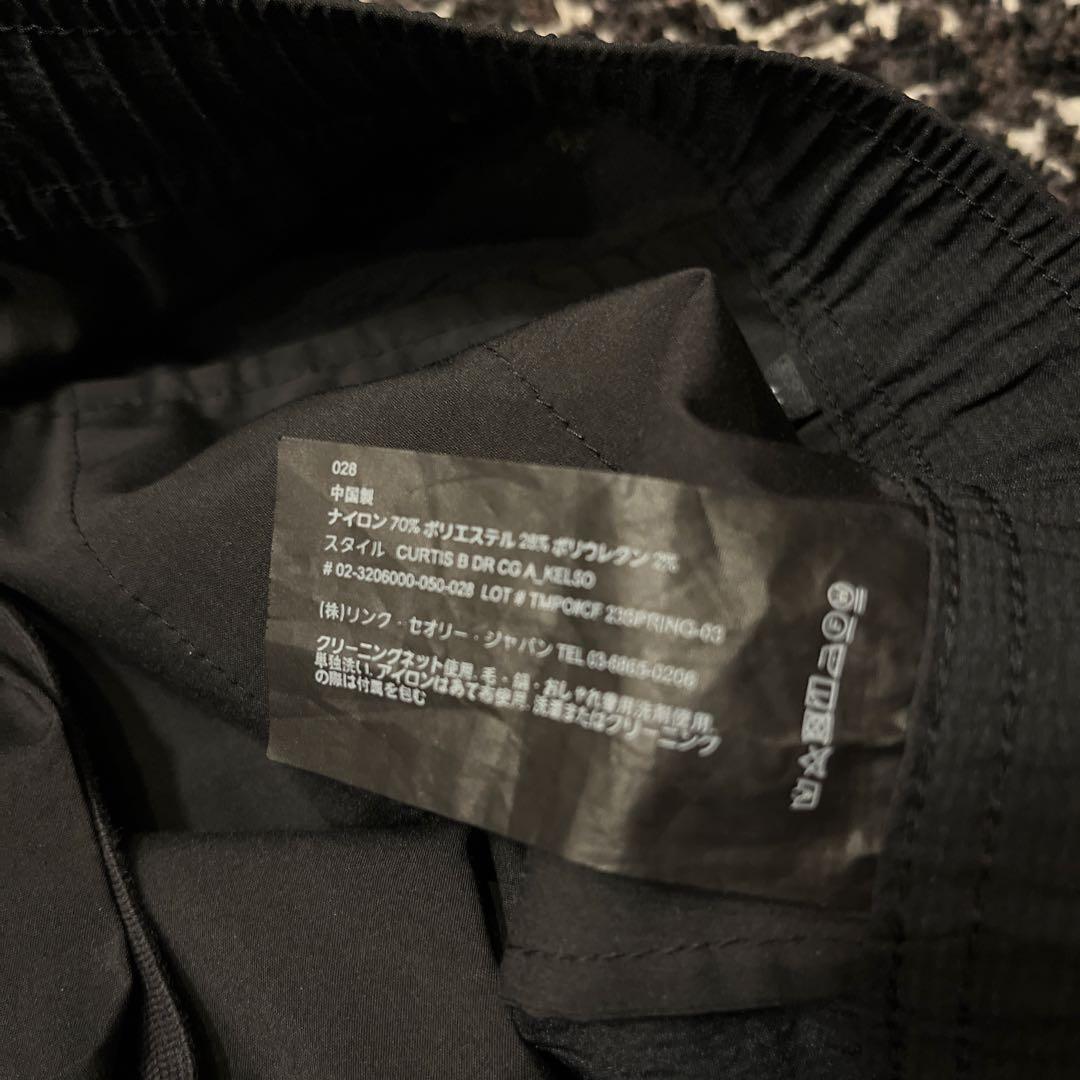 028
中国製
ナイロン 70% ポリエステル 28% ポリウレタン 2%
スタイル CURTIS B DR CG A_KELSO
# 02-3206000-050-028 LOT # TMPO#CF 23SPRING-03
(株)リンク・セオリー・ジャパン TEL 03-6865-0206
クリーニングネット使用. 毛・絹・おしゃれ着用洗剤使用.
単独洗い. アイロンはあて布使用. 洗濯またはクリーニング
の際は付属を包む